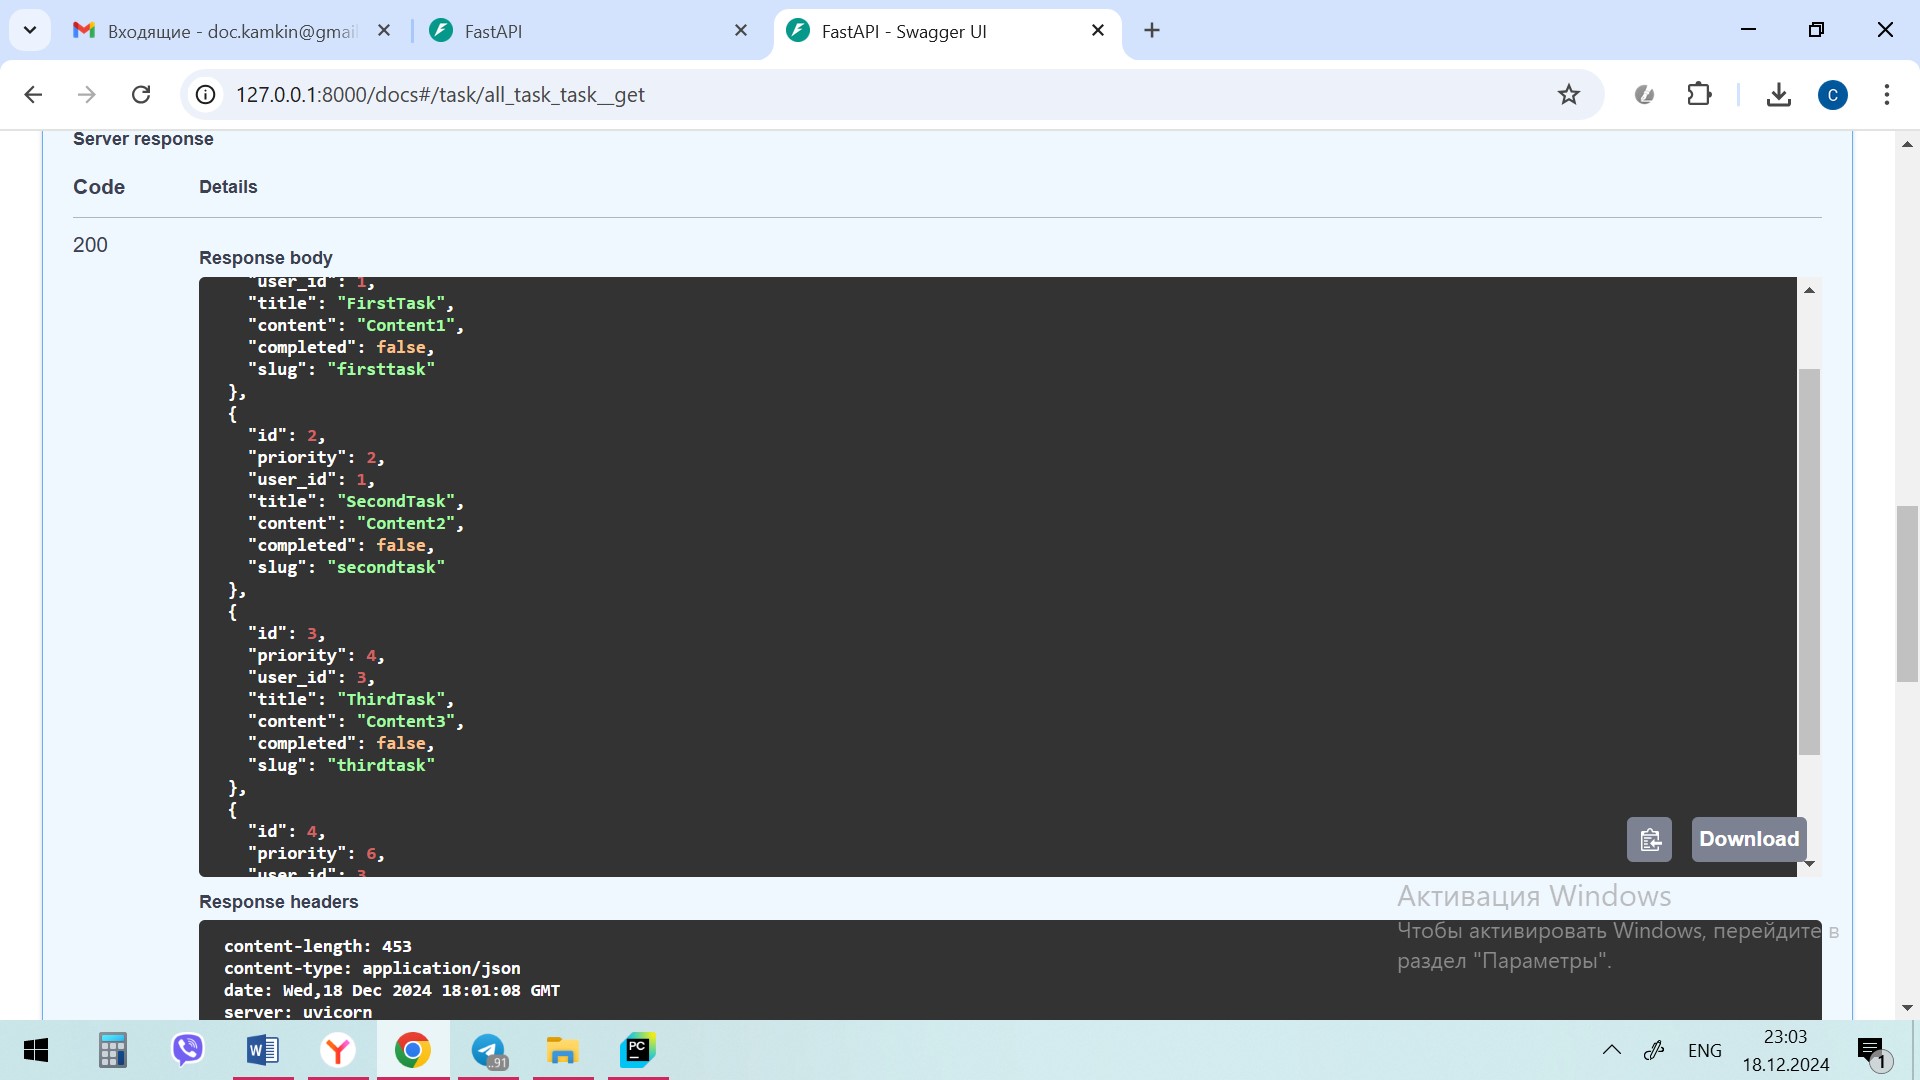 Входящие - doc.kamkin@gmai
FastAPI
FastAPI - Swagger UI
127.0.0.1:8000/docs#/task/all_task_task__get
C
Server response
Code
Details
200
Response body
"user_id": 1,
"title": "FirstTask",
"content": "Content1",
"completed": false,
"slug": "firsttask"
},
{
"id": 2,
"priority": 2,
"user_id": 1,
"title": "SecondTask",
"content": "Content2",
"completed": false,
"slug": "secondtask"
},
{
"id": 3,
"priority": 4,
"user_id": 3,
"title": "ThirdTask",
"content": "Content3",
"completed": false,
"slug": "thirdtask"
},
{
"id": 4,
"priority": 6,
"user_id": 3
Download
Response headers
content-length: 453
content-type: application/json
date: Wed,18 Dec 2024 18:01:08 GMT
server: uvicorn
Активация Windows
Чтобы активировать Windows, перейдите в
раздел "Параметры".
W
Y
..91
PC
ENG
23:03
18.12.2024
1